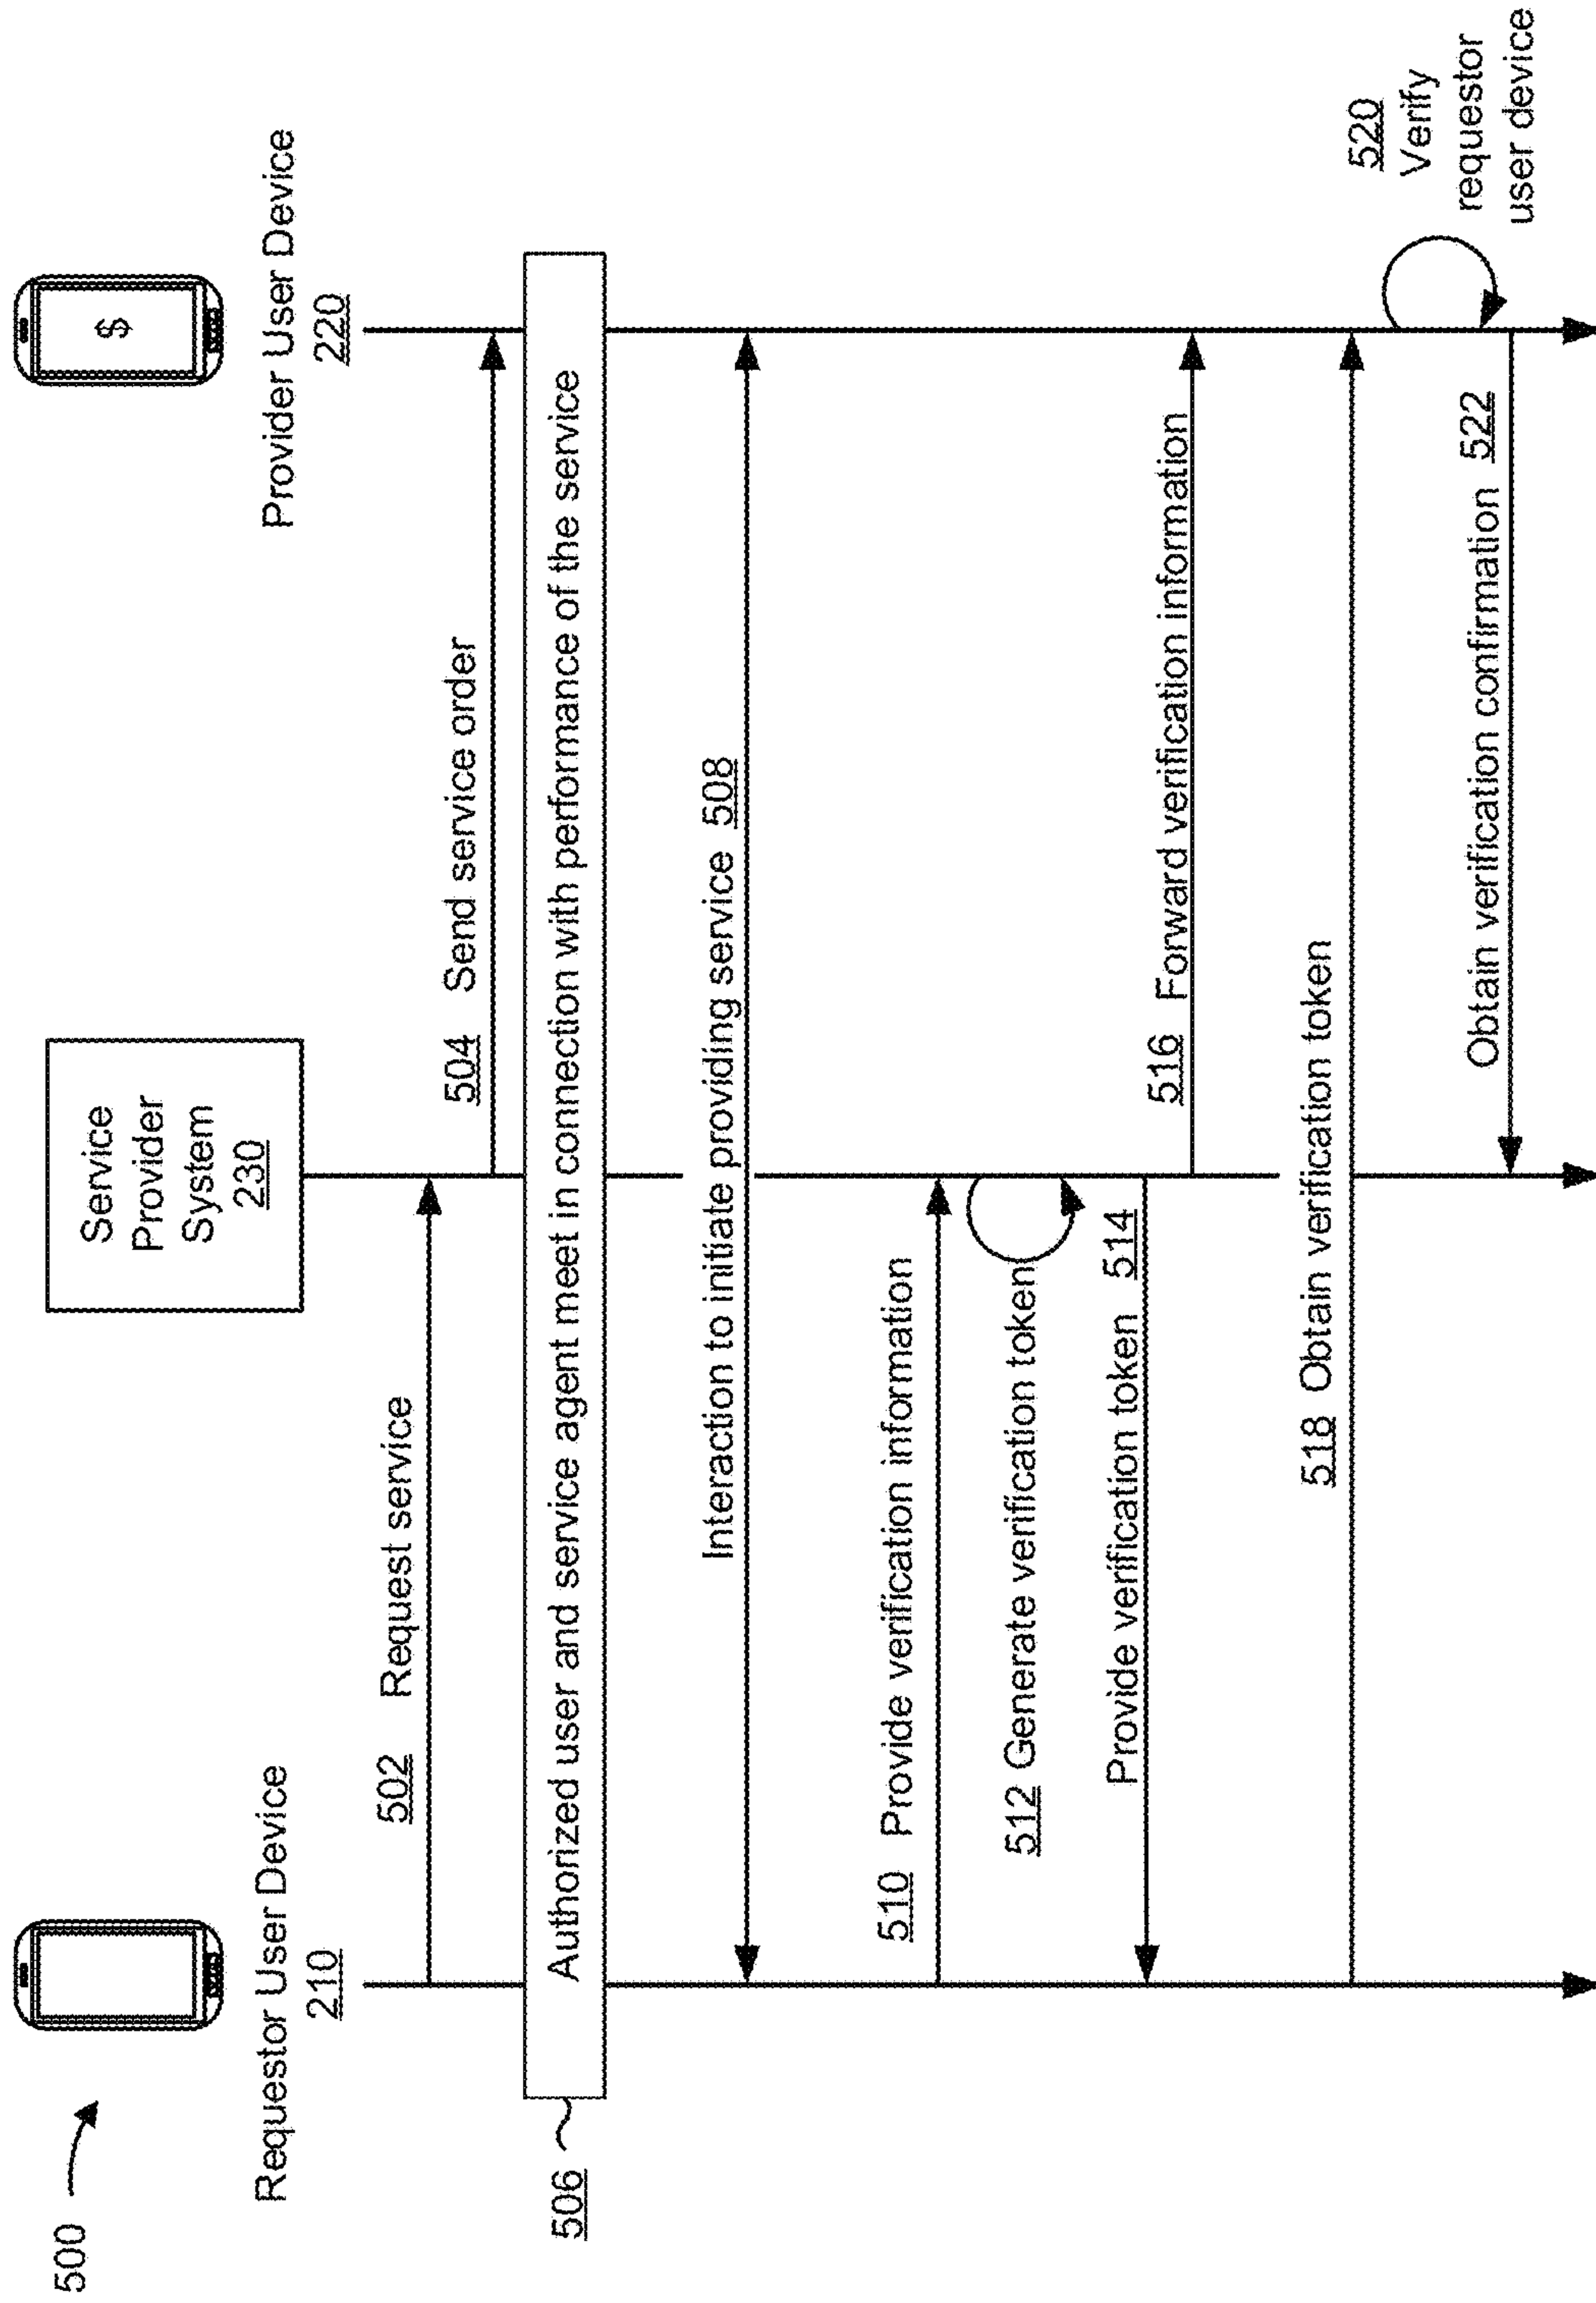 500
$
Requestor User Device
210
Service
Provider
System
230
Provider User Device
220
502 Request service
504 Send service order
506
Authorized user and service agent meet in connection with performance of the service
Interaction to initiate providing service 508
510 Provide verification information
512 Generate verification token
Provide verification token 514
516 Forward verification information
518 Obtain verification token
520
Verify
requestor
user device
Obtain verification confirmation 522